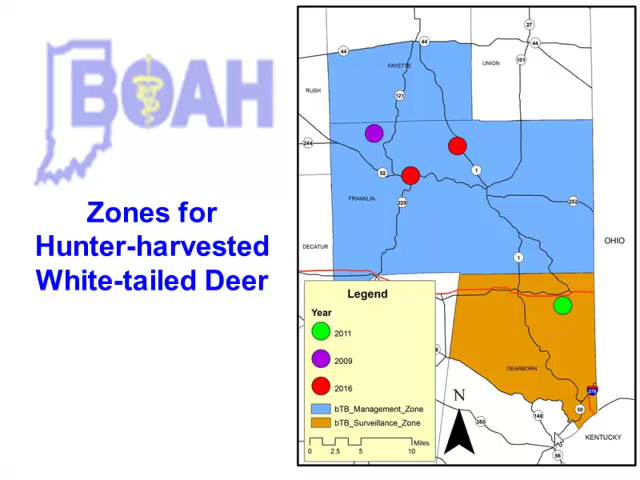 BOAH
Zones for
Hunter-harvested
White-tailed Deer
27
44
44
44
101
FAYETTE
UNION
RUSH
121
244
52
1
FRANKLIN
229
252
DECATUR
OHIO
1
Legend
Year
2011
2009
2016
bTB_Management_Zone
bTB_Surveillance_Zone
0 2.5 5 10
Miles
DEARBORN
N
275
50
148
350
56
KENTUCKY